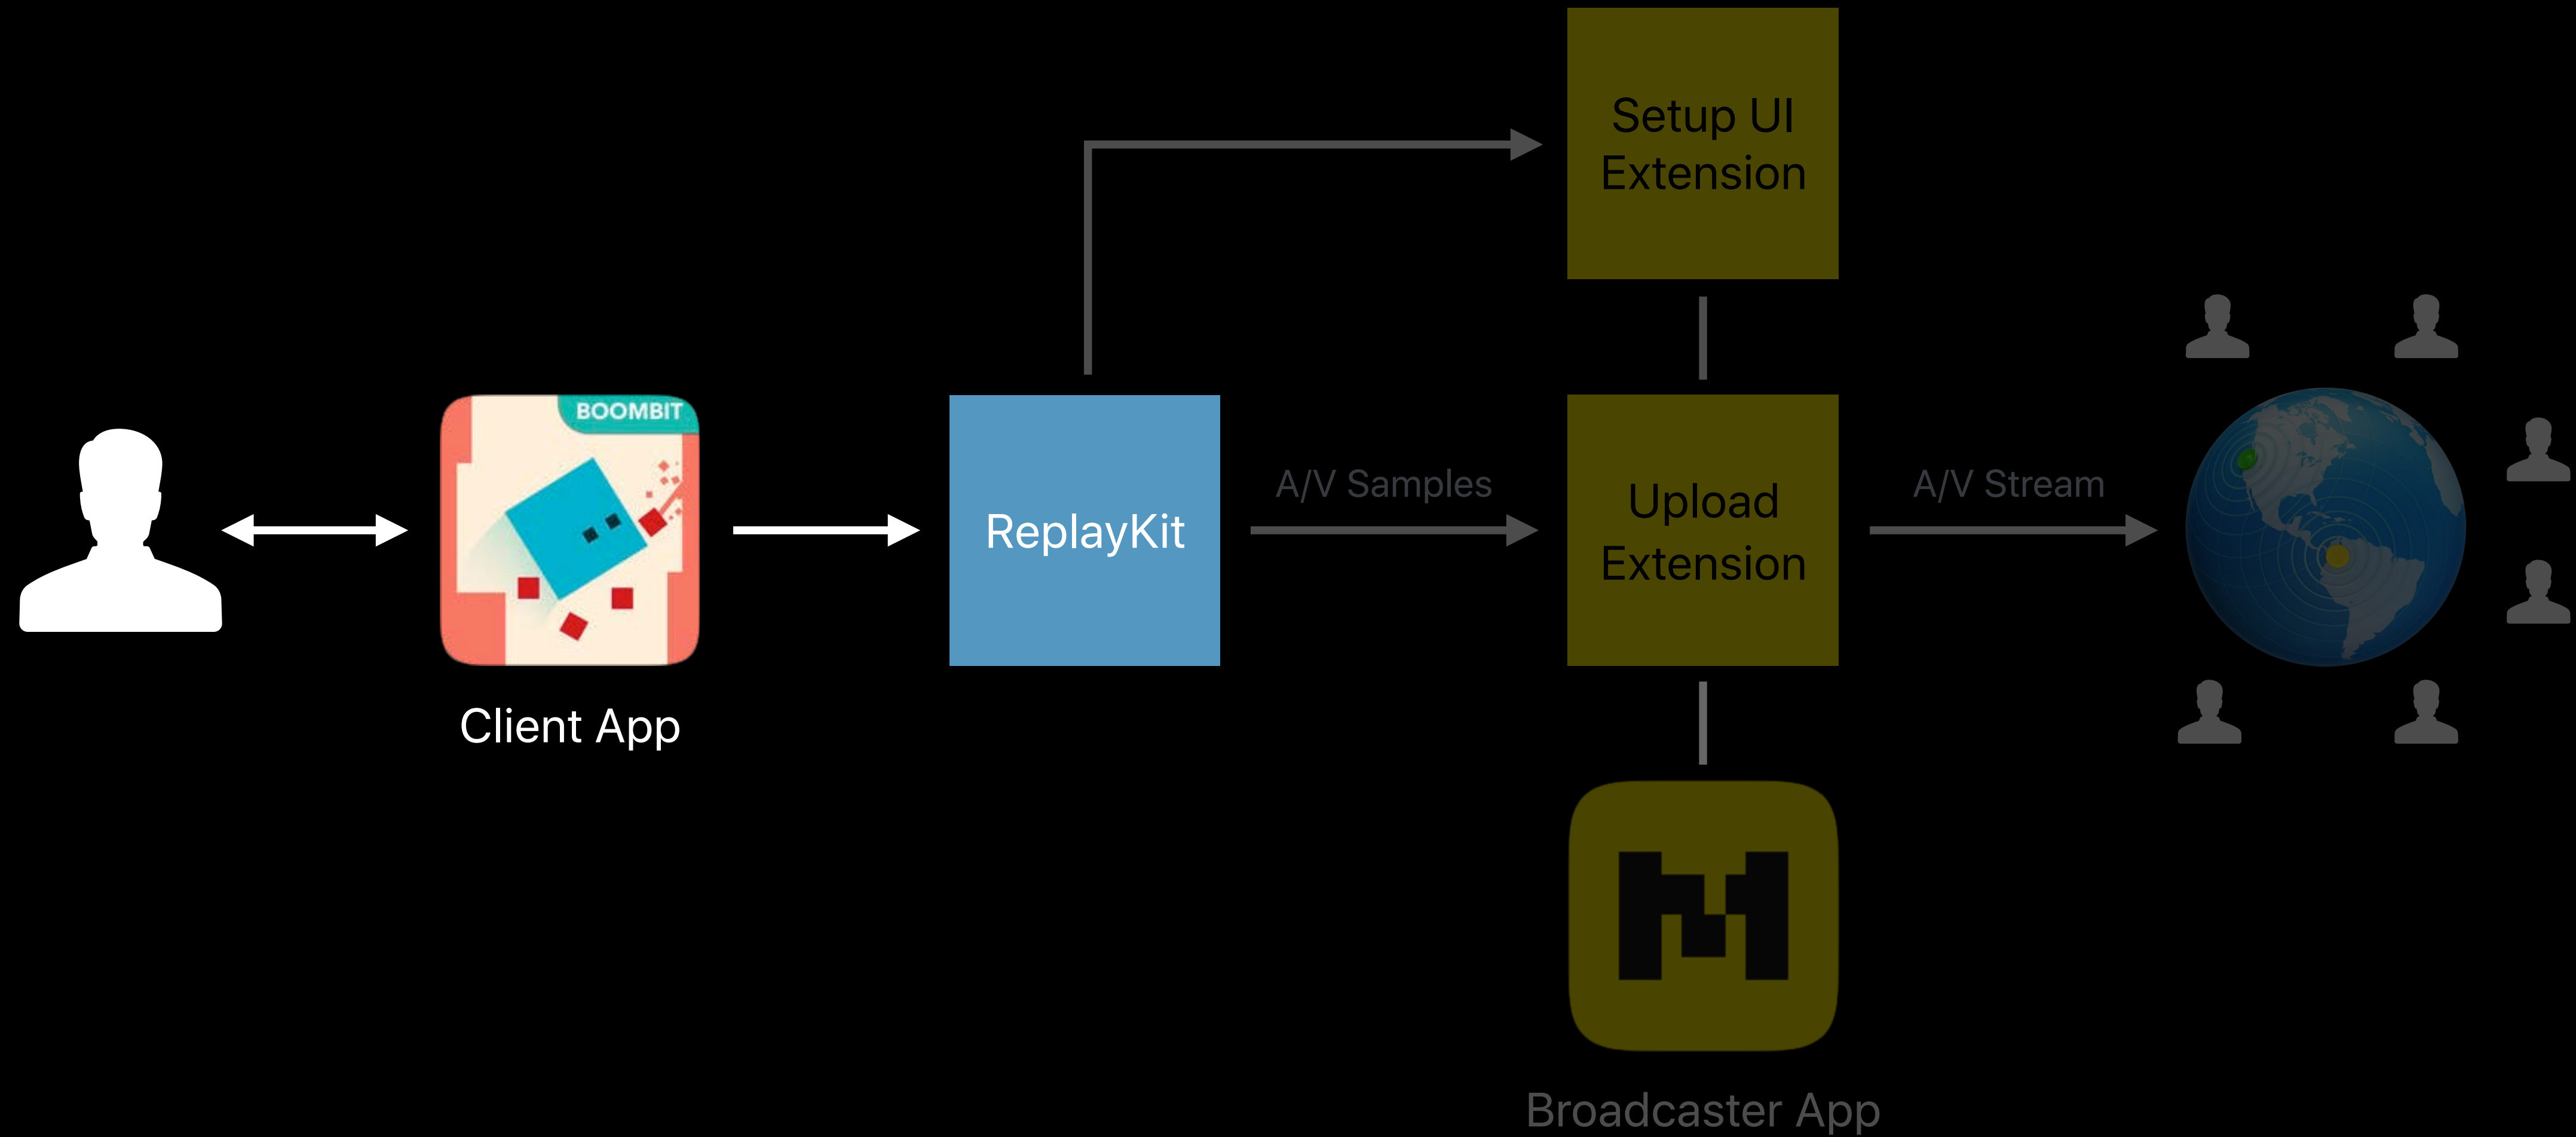 Setup UI
Extension
BOOMBIT
ReplayKit
A/V Samples
Upload
Extension
A/V Stream
Client App
Broadcaster App